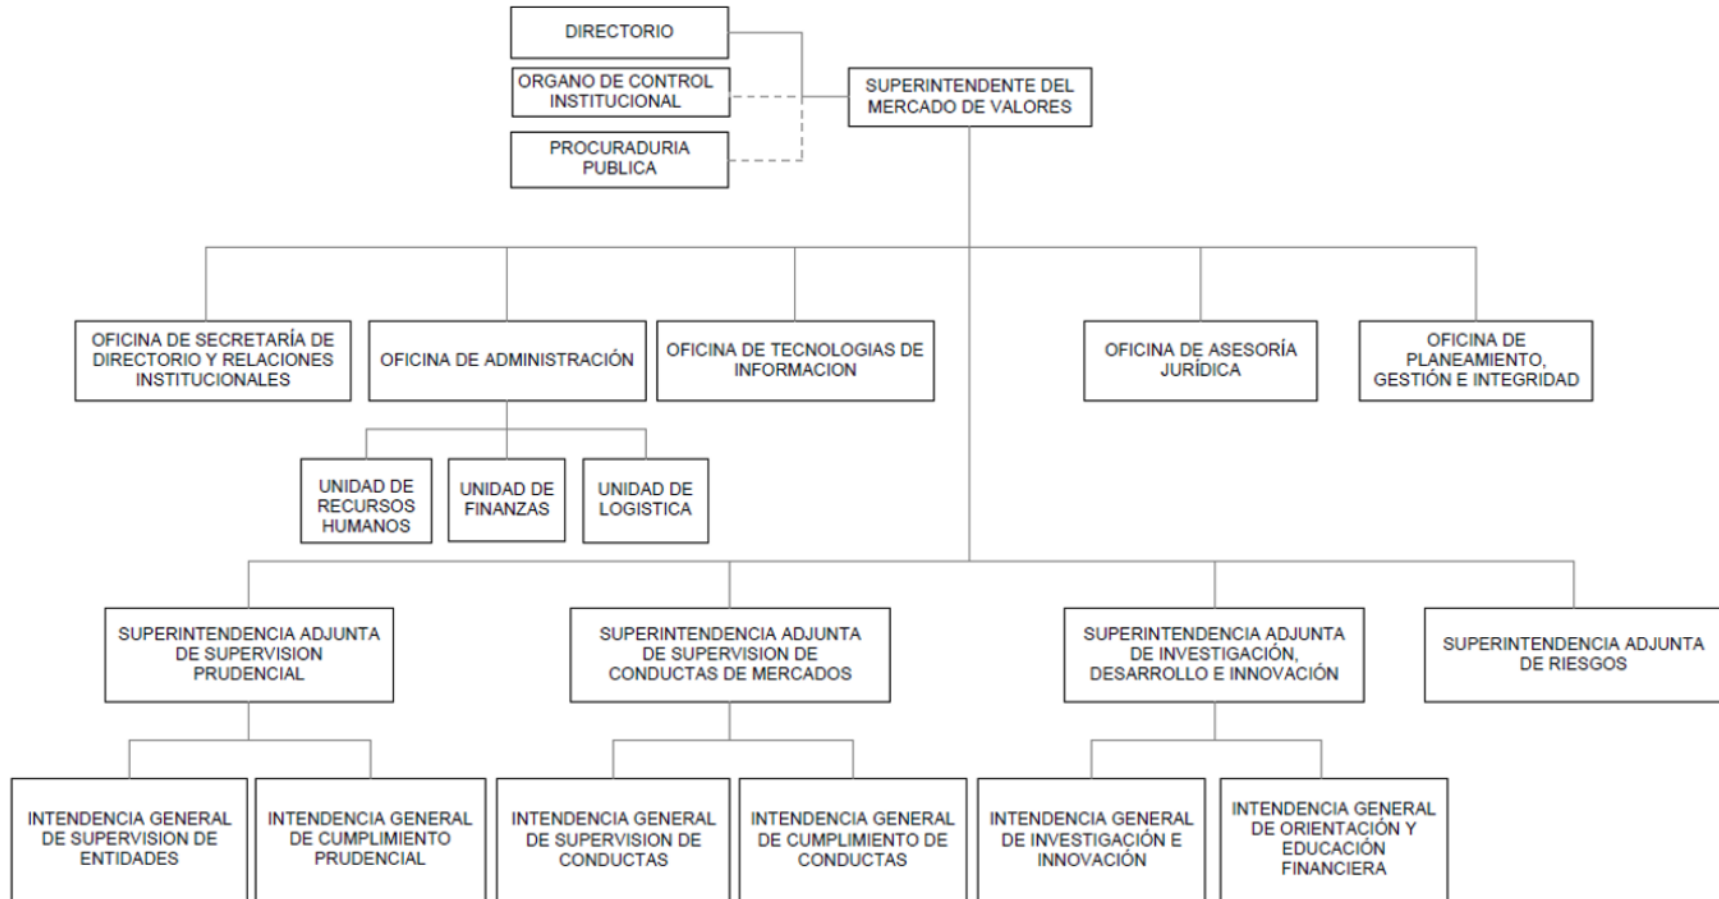 DIRECTORIO
ORGANO DE CONTROL
INSTITUCIONAL
PROCURADURIA
PUBLICA
SUPERINTENDENTE DEL
MERCADO DE VALORES
OFICINA DE SECRETARÍA DE
DIRECTORIO Y RELACIONES
INSTITUCIONALES
OFICINA DE ADMINISTRACIÓN
OFICINA DE TECNOLOGIAS DE
INFORMACION
OFICINA DE ASESORÍA
JURÍDICA
OFICINA DE
PLANEAMIENTO,
GESTIÓN E INTEGRIDAD
UNIDAD DE
RECURSOS
HUMANOS
UNIDAD DE
FINANZAS
UNIDAD DE
LOGISTICA
SUPERINTENDENCIA ADJUNTA
DE SUPERVISION
PRUDENCIAL
SUPERINTENDENCIA ADJUNTA
DE SUPERVISION DE
CONDUCTAS DE MERCADOS
SUPERINTENDENCIA ADJUNTA
DE INVESTIGACIÓN,
DESARROLLO E INNOVACIÓN
SUPERINTENDENCIA ADJUNTA
DE RIESGOS
INTENDENCIA GENERAL
DE SUPERVISION DE
ENTIDADES
INTENDENCIA GENERAL
DE CUMPLIMIENTO
PRUDENCIAL
INTENDENCIA GENERAL
DE SUPERVISION DE
CONDUCTAS
INTENDENCIA GENERAL
DE CUMPLIMIENTO DE
CONDUCTAS
INTENDENCIA GENERAL
DE INVESTIGACIÓN E
INNOVACIÓN
INTENDENCIA GENERAL
DE ORIENTACIÓN Y
EDUCACIÓN
FINANCIERA